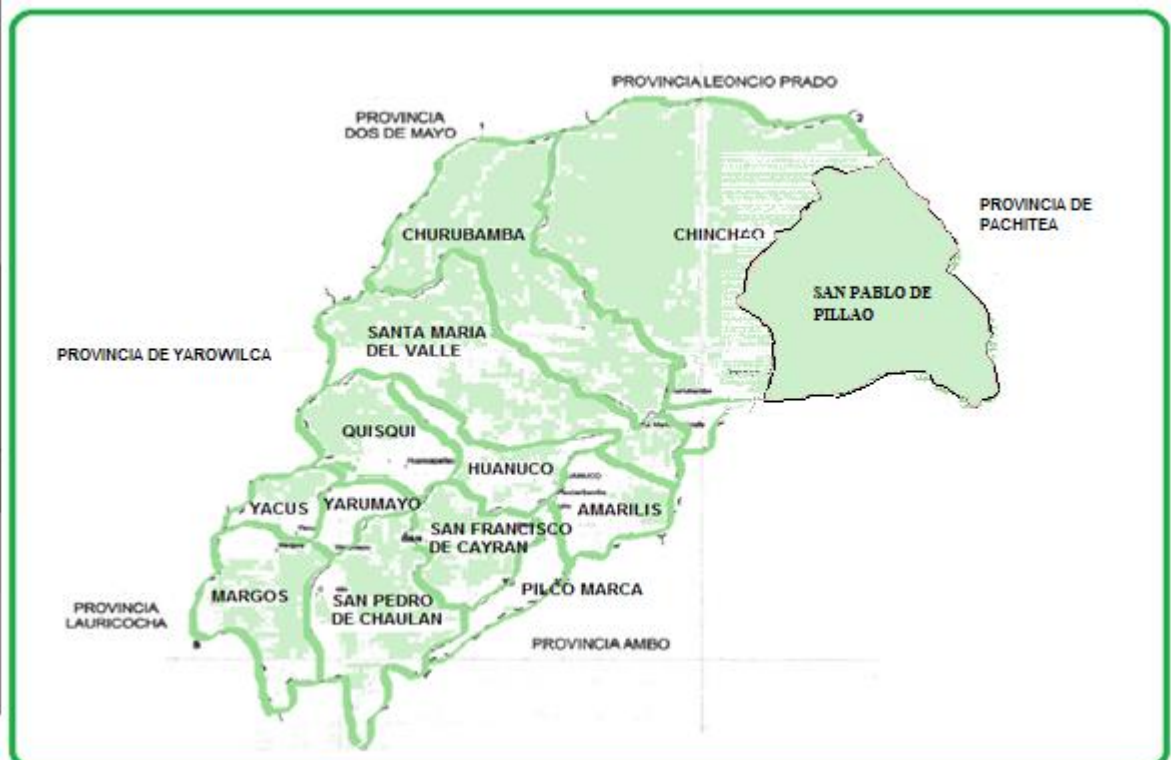 PROVINCIA LEONCIO PRADO
PROVINCIA
DOS DE MAYO
1
2
PROVINCIA DE
PACHITEA
CHURUBAMBA
CHINCHAO
SAN PABLO DE
PILLAO
SANTA MARIA
DEL VALLE
PROVINCIA DE YAROWILCA
QUISQUI
HUANUCO
YACUS
YARUMAYO
AMARILIS
SAN FRANCISCO
DE CAYRAN
MARGOS
SAN PEDRO
DE CHAULAN
PILCO MARCA
PROVINCIA
LAURICOCHA
PROVINCIA AMBO